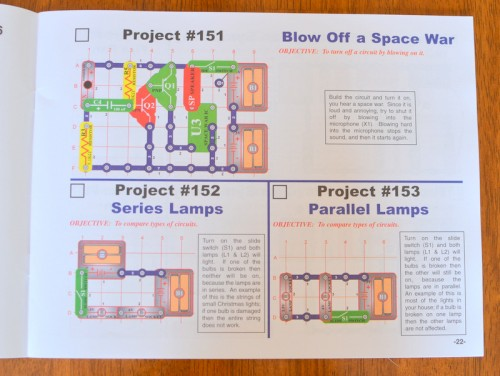 Project #151
Blow Off a Space War
OBJECTIVE: To turn off a circuit by blowing on it.
Build the circuit and turn it on,
you hear a space war. Since it is
loud and annoying, try to shut it
off by blowing into the
microphone (X1). Blowing hard
into the microphone stops the
sound, and then it starts again.
S1
Q1
Q2
SP SPEAKER
U3
Project #152
Series Lamps
OBJECTIVE: To compare types of circuits.
Turn on the slide
switch (S1) and both
lamps (L1 & L2) will
light. If one of the
bulbs is broken then
neither will be on,
because the lamps are
in series. An example
of this is the strings of
small Christmas lights;
if one bulb is damaged
then the entire string
does not work.
Project #153
Parallel Lamps
OBJECTIVE: To compare types of circuits.
Turn on the slide
switch (S1) and both
lamps (L1 & L2) will
light. If one of the
bulbs is broken then
the other will still be
on, because the
lamps are in parallel.
An example of this is
most of the lights in
your house; if a bulb is
broken on one lamp
then the other lamps
are not affected.
S1
-22-